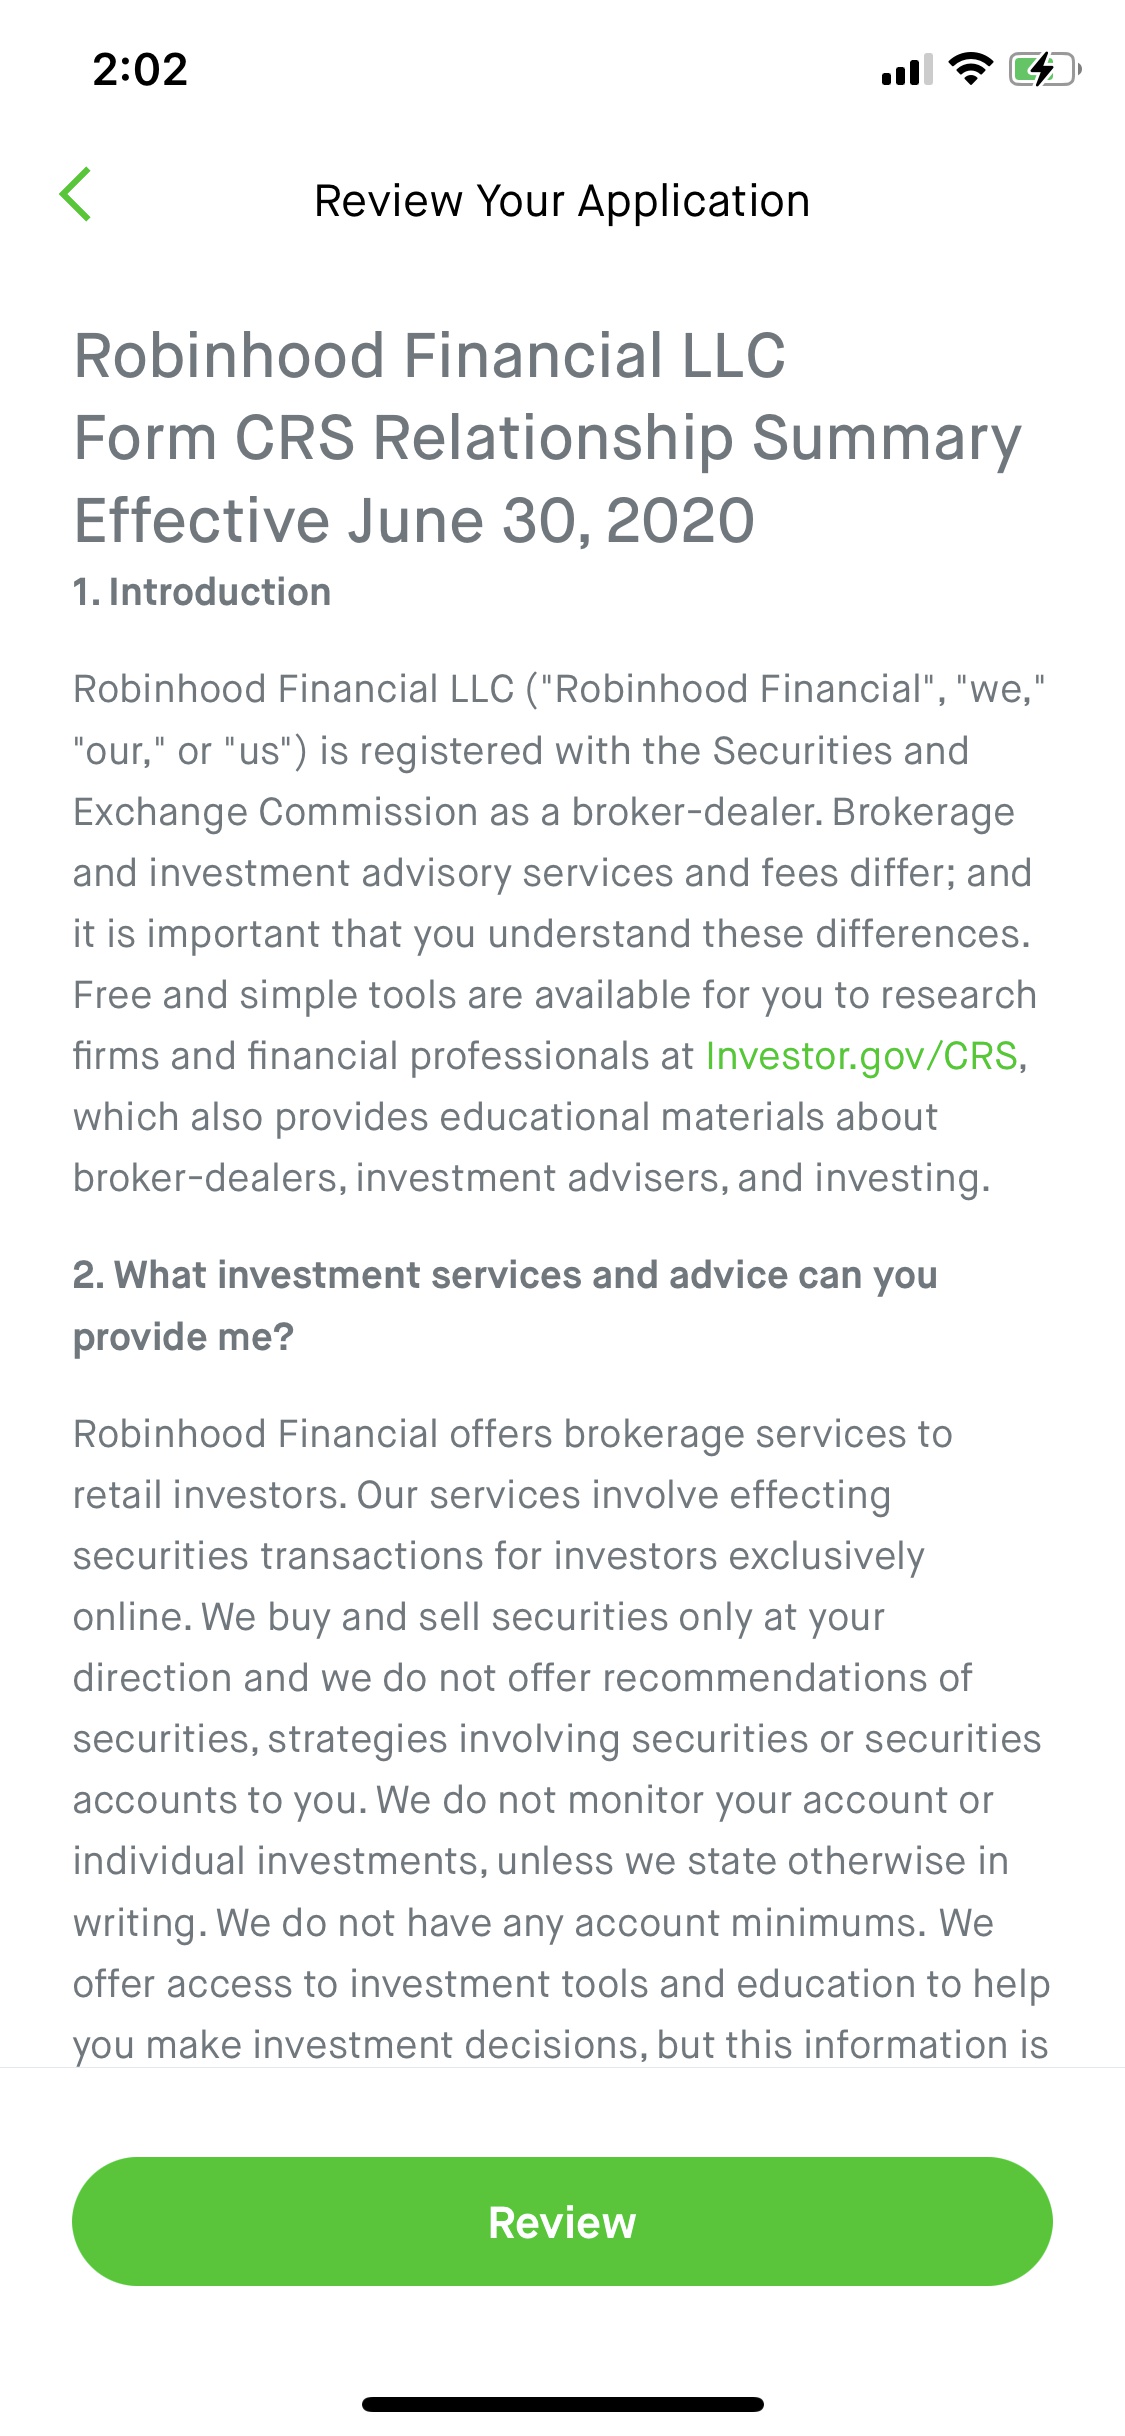 2:02
Review Your Application
Robinhood Financial LLC
Form CRS Relationship Summary
Effective June 30, 2020
1. Introduction
Robinhood Financial LLC ("Robinhood Financial", "we,"
"our," or "us") is registered with the Securities and
Exchange Commission as a broker-dealer. Brokerage
and investment advisory services and fees differ; and
it is important that you understand these differences.
Free and simple tools are available for you to research
firms and financial professionals at Investor.gov/CRS,
which also provides educational materials about
broker-dealers, investment advisers, and investing.
2. What investment services and advice can you
provide me?
Robinhood Financial offers brokerage services to
retail investors. Our services involve effecting
securities transactions for investors exclusively
online. We buy and sell securities only at your
direction and we do not offer recommendations of
securities, strategies involving securities or securities
accounts to you. We do not monitor your account or
individual investments, unless we state otherwise in
writing. We do not have any account minimums. We
offer access to investment tools and education to help
you make investment decisions, but this information is
Review